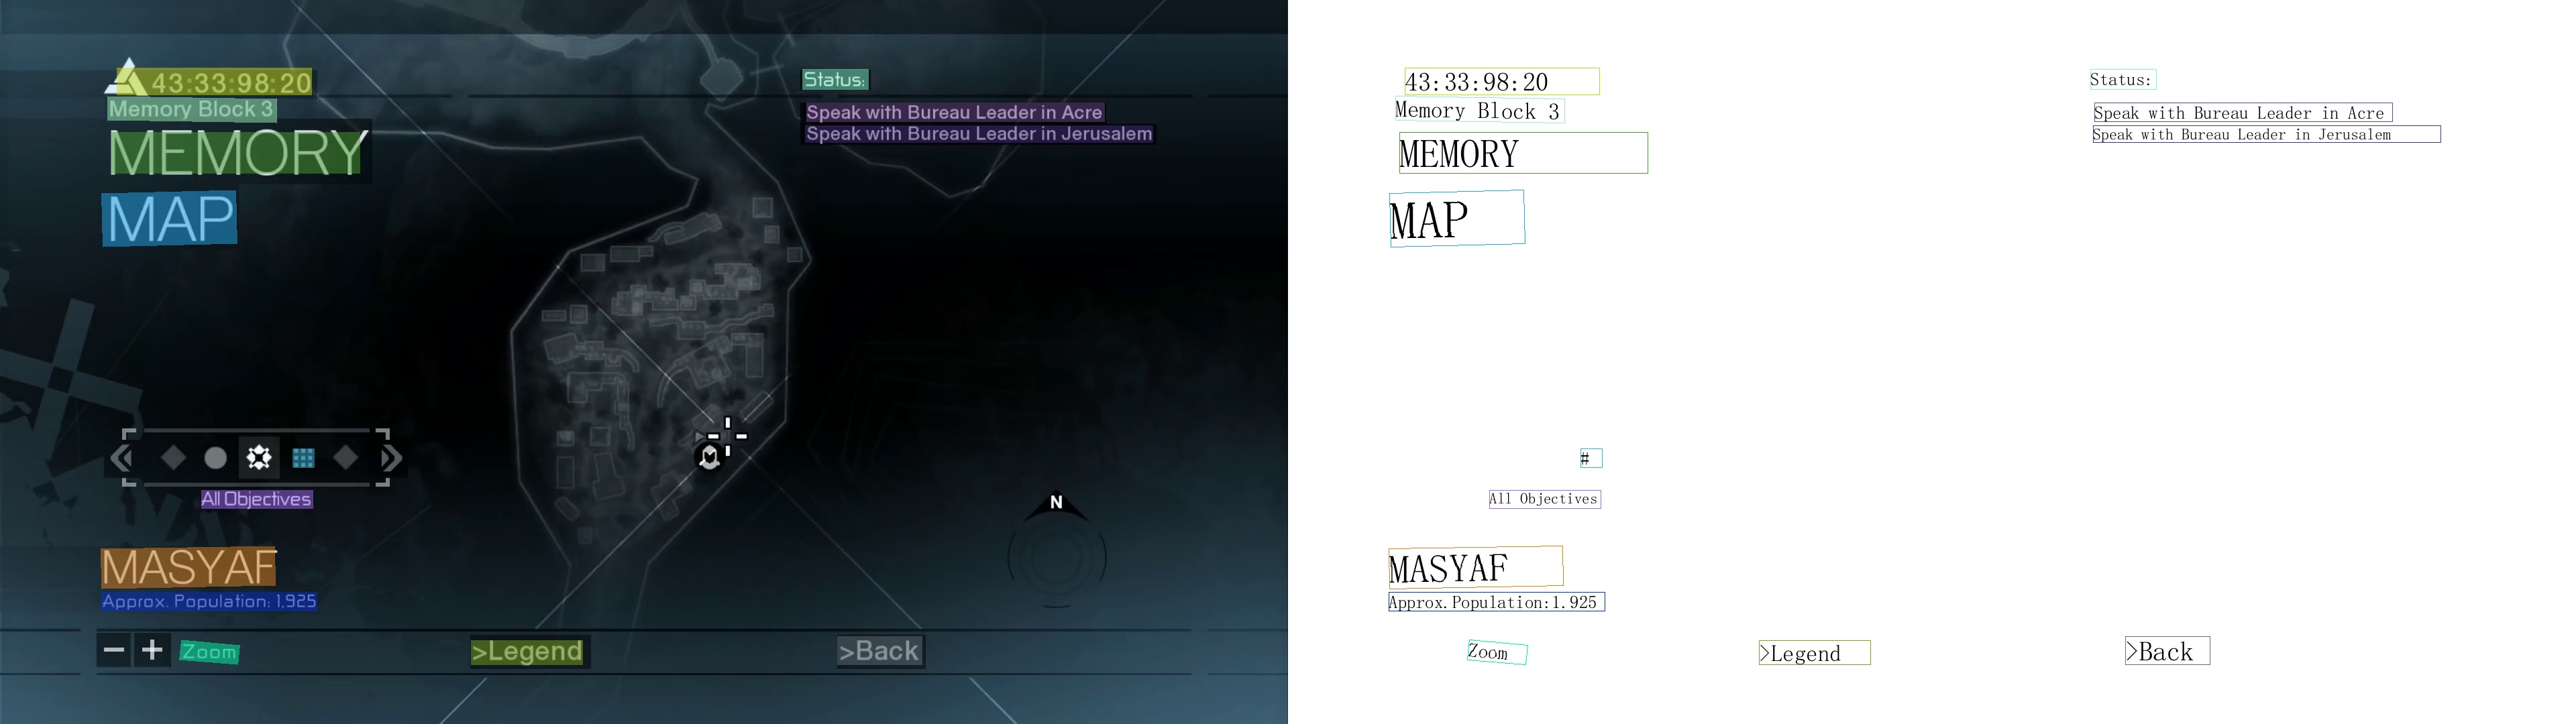 43:33:98:20
Memory Block 3
MEMORY
MAP
Status:
Speak with Bureau Leader in Acre
Speak with Bureau Leader in Jerusalem
All Objectives
N
MASYAF
Approx. Population: 1,925
Zoom
>Legend
>Back
43:33:98:20
Memory Block 3
MEMORY
MAP
Status:
Speak with Bureau Leader in Acre
Speak with Bureau Leader in Jerusalem
#
All Objectives
MASYAF
Approx.Population:1.925
Zoom
>Legend
>Back